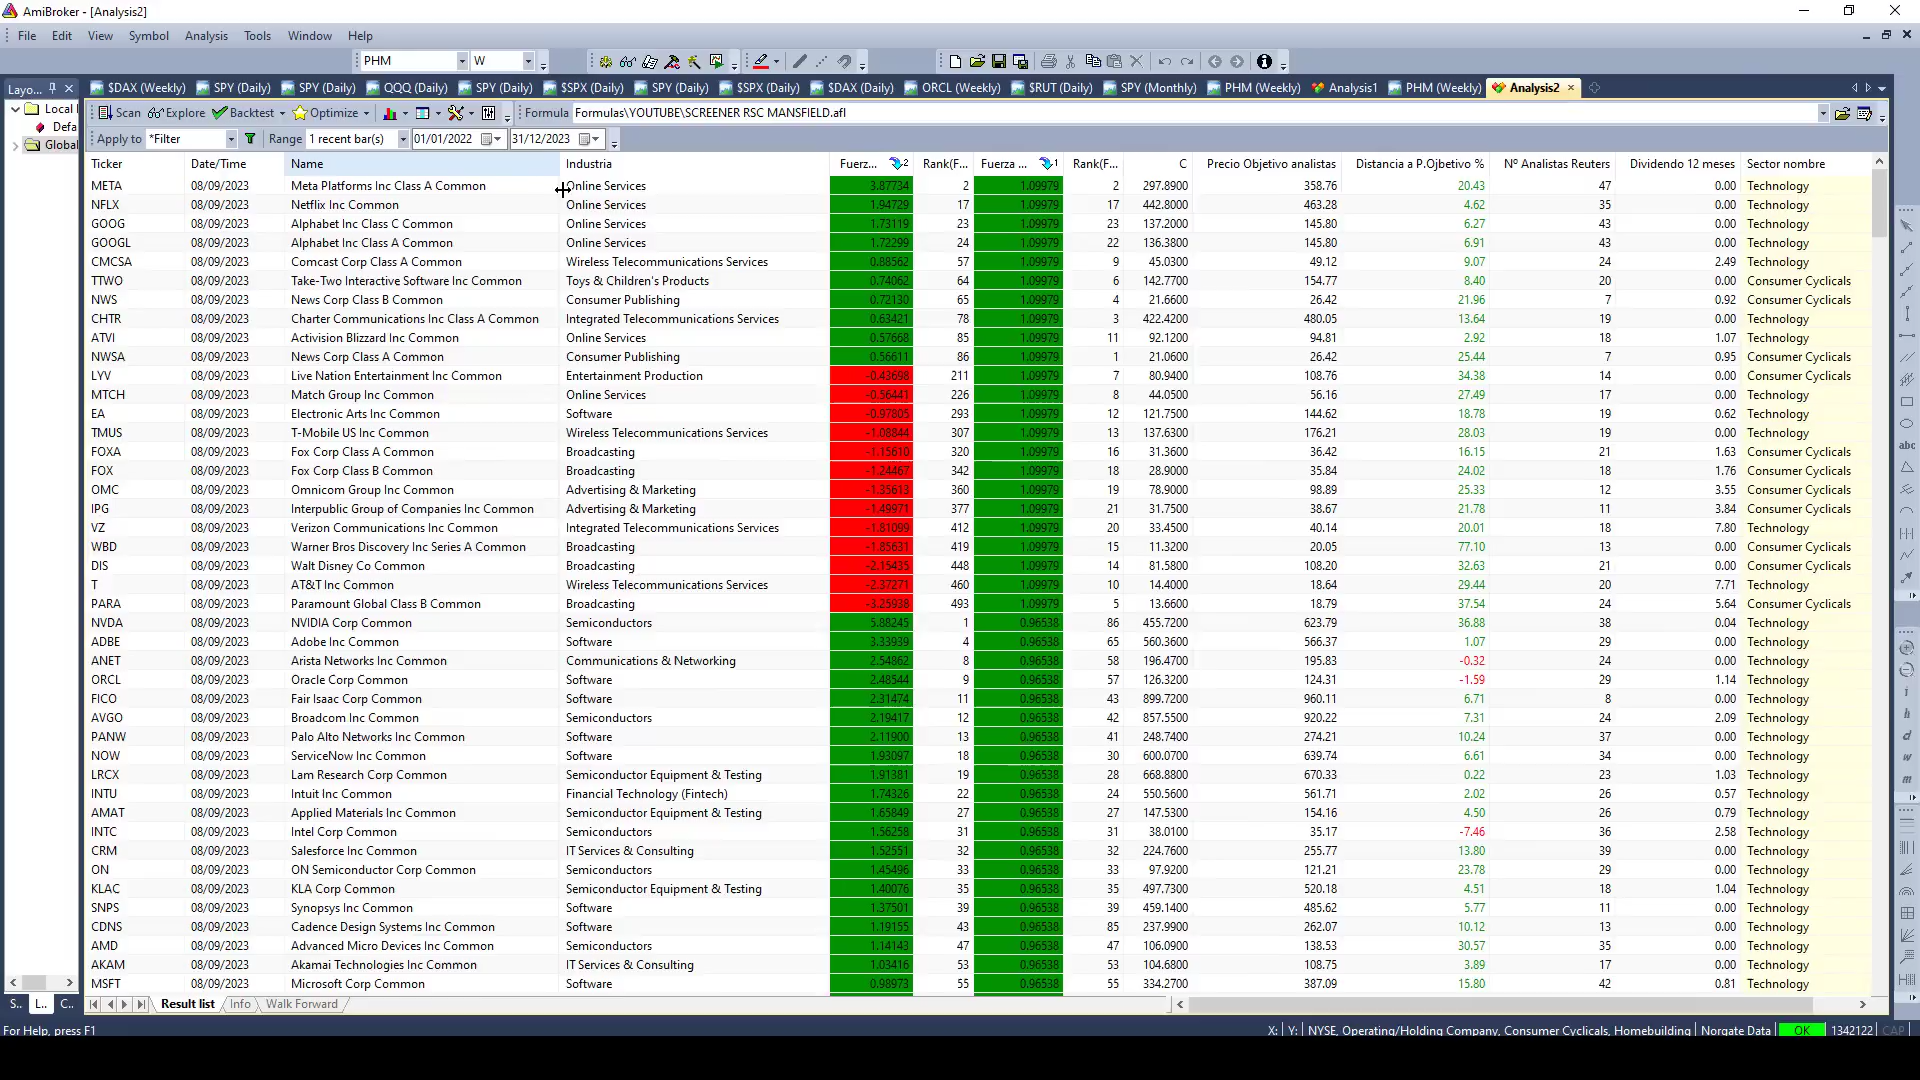 AmiBroker - [Analysis2]
File Edit View Symbol Analysis Tools Window Help
PHM W
Layo... $DAX (Weekly) SPY (Daily) SPY (Daily) QQQ (Daily) SPY (Daily) $SPX (Daily) SPY (Daily) $SPX (Daily) $DAX (Daily) ORCL (Weekly) $RUT (Daily) SPY (Monthly) PHM (Weekly) Analysis1 PHM (Weekly) Analysis2
Local Scan Explore Backtest Optimize Formula Formulas\YOUTUBE\SCREENER RSC MANSFIELD.afl
Defa
Global Apply to *Filter Range 1 recent bar(s) 01/01/2022 31/12/2023
Ticker Date/Time Name Industria Fuerz... 2 Rank(F... Fuerza ... 1 Rank(F... C Precio Objetivo analistas Distancia a P.Ojbetivo % Nº Analistas Reuters Dividendo 12 meses Sector nombre
META 08/09/2023 Meta Platforms Inc Class A Common Online Services 3.87734 2 1.09979 2 297.8900 358.76 20.43 47 0.00 Technology
NFLX 08/09/2023 Netflix Inc Common Online Services 1.94729 17 1.09979 17 442.8000 463.28 4.62 35 0.00 Technology
GOOG 08/09/2023 Alphabet Inc Class C Common Online Services 1.73119 23 1.09979 23 137.2000 145.80 6.27 43 0.00 Technology
GOOGL 08/09/2023 Alphabet Inc Class A Common Online Services 1.72299 24 1.09979 22 136.3800 145.80 6.91 43 0.00 Technology
CMCSA 08/09/2023 Comcast Corp Class A Common Wireless Telecommunications Services 0.88562 57 1.09979 9 45.0300 49.12 9.07 24 2.49 Technology
TTWO 08/09/2023 Take-Two Interactive Software Inc Common Toys & Children's Products 0.74062 64 1.09979 6 142.7700 154.77 8.40 20 0.00 Consumer Cyclicals
NWS 08/09/2023 News Corp Class B Common Consumer Publishing 0.72130 65 1.09979 4 21.6600 26.42 21.96 7 0.92 Consumer Cyclicals
CHTR 08/09/2023 Charter Communications Inc Class A Common Integrated Telecommunications Services 0.63421 78 1.09979 3 422.4200 480.05 13.64 19 0.00 Technology
ATVI 08/09/2023 Activision Blizzard Inc Common Online Services 0.57668 85 1.09979 11 92.1200 94.81 2.92 18 1.07 Technology
NWSA 08/09/2023 News Corp Class A Common Consumer Publishing 0.56611 86 1.09979 1 21.0600 26.42 25.44 7 0.95 Consumer Cyclicals
LYV 08/09/2023 Live Nation Entertainment Inc Common Entertainment Production -0.43698 211 1.09979 7 80.9400 108.76 34.38 14 0.00 Consumer Cyclicals
MTCH 08/09/2023 Match Group Inc Common Online Services -0.56441 226 1.09979 8 44.0500 56.16 27.49 17 0.00 Technology
EA 08/09/2023 Electronic Arts Inc Common Software -0.97805 293 1.09979 12 121.7500 144.62 18.78 19 0.62 Technology
TMUS 08/09/2023 T-Mobile US Inc Common Wireless Telecommunications Services -1.08844 307 1.09979 13 137.6300 176.21 28.03 19 0.00 Technology
FOXA 08/09/2023 Fox Corp Class A Common Broadcasting -1.15610 320 1.09979 16 31.3600 36.42 16.15 21 1.63 Consumer Cyclicals
FOX 08/09/2023 Fox Corp Class B Common Broadcasting -1.24467 342 1.09979 18 28.9000 35.84 24.02 18 1.76 Consumer Cyclicals
OMC 08/09/2023 Omnicom Group Inc Common Advertising & Marketing -1.35613 360 1.09979 19 78.9000 98.89 25.33 12 3.55 Consumer Cyclicals
IPG 08/09/2023 Interpublic Group of Companies Inc Common Advertising & Marketing -1.49971 377 1.09979 21 31.7500 38.67 21.78 11 3.84 Consumer Cyclicals
VZ 08/09/2023 Verizon Communications Inc Common Integrated Telecommunications Services -1.81099 412 1.09979 20 33.4500 40.14 20.01 18 7.80 Technology
WBD 08/09/2023 Warner Bros Discovery Inc Series A Common Broadcasting -1.85631 419 1.09979 15 11.3200 20.05 77.10 13 0.00 Consumer Cyclicals
DIS 08/09/2023 Walt Disney Co Common Broadcasting -2.15435 448 1.09979 14 81.5800 108.20 32.63 21 0.00 Consumer Cyclicals
T 08/09/2023 AT&T Inc Common Wireless Telecommunications Services -2.37271 460 1.09979 10 14.4000 18.64 29.44 20 7.71 Technology
PARA 08/09/2023 Paramount Global Class B Common Broadcasting -3.25938 493 1.09979 5 13.6600 18.79 37.54 24 5.64 Consumer Cyclicals
NVDA 08/09/2023 NVIDIA Corp Common Semiconductors 5.88245 1 0.96538 86 455.7200 623.79 36.88 38 0.04 Technology
ADBE 08/09/2023 Adobe Inc Common Software 3.33939 4 0.96538 65 560.3600 566.37 1.07 29 0.00 Technology
ANET 08/09/2023 Arista Networks Inc Common Communications & Networking 2.54862 8 0.96538 58 196.4700 195.83 -0.32 24 0.00 Technology
ORCL 08/09/2023 Oracle Corp Common Software 2.48544 9 0.96538 57 126.3200 124.31 -1.59 29 1.14 Technology
FICO 08/09/2023 Fair Isaac Corp Common Software 2.31474 11 0.96538 43 899.7200 960.11 6.71 8 0.00 Technology
AVGO 08/09/2023 Broadcom Inc Common Semiconductors 2.19417 12 0.96538 42 857.5500 920.22 7.31 24 2.09 Technology
PANW 08/09/2023 Palo Alto Networks Inc Common Software 2.11900 13 0.96538 41 248.7400 274.21 10.24 37 0.00 Technology
NOW 08/09/2023 ServiceNow Inc Common Software 1.93097 18 0.96538 30 600.0700 639.74 6.61 34 0.00 Technology
LRCX 08/09/2023 Lam Research Corp Common Semiconductor Equipment & Testing 1.91381 19 0.96538 28 668.8800 670.33 0.22 23 1.03 Technology
INTU 08/09/2023 Intuit Inc Common Financial Technology (Fintech) 1.74326 22 0.96538 24 550.5600 561.71 2.02 26 0.57 Technology
AMAT 08/09/2023 Applied Materials Inc Common Semiconductor Equipment & Testing 1.65849 27 0.96538 27 147.5300 154.16 4.50 26 0.79 Technology
INTC 08/09/2023 Intel Corp Common Semiconductors 1.56258 31 0.96538 31 38.0100 35.17 -7.46 36 2.58 Technology
CRM 08/09/2023 Salesforce Inc Common IT Services & Consulting 1.52551 32 0.96538 32 224.7600 255.77 13.80 39 0.00 Technology
ON 08/09/2023 ON Semiconductor Corp Common Semiconductors 1.45496 33 0.96538 33 97.9200 121.21 23.78 29 0.00 Technology
KLAC 08/09/2023 KLA Corp Common Semiconductor Equipment & Testing 1.40076 35 0.96538 35 497.7300 520.18 4.51 18 1.04 Technology
SNPS 08/09/2023 Synopsys Inc Common Software 1.37501 39 0.96538 39 459.1400 485.62 5.77 11 0.00 Technology
CDNS 08/09/2023 Cadence Design Systems Inc Common Software 1.19155 43 0.96538 85 237.9900 262.07 10.12 13 0.00 Technology
AMD 08/09/2023 Advanced Micro Devices Inc Common Semiconductors 1.14143 47 0.96538 47 106.0900 138.53 30.57 35 0.00 Technology
AKAM 08/09/2023 Akamai Technologies Inc Common IT Services & Consulting 1.03416 53 0.96538 53 104.6800 108.75 3.89 17 0.00 Technology
MSFT 08/09/2023 Microsoft Corp Common Software 0.98973 55 0.96538 55 334.2700 387.09 15.80 42 0.81 Technology
S.. L.. C.. Result list Info Walk Forward
For Help, press F1 X: Y: NYSE, Operating/Holding Company, Consumer Cyclicals, Homebuilding Norgate Data OK 1342122 CAP
abc
i
h
d
w
m